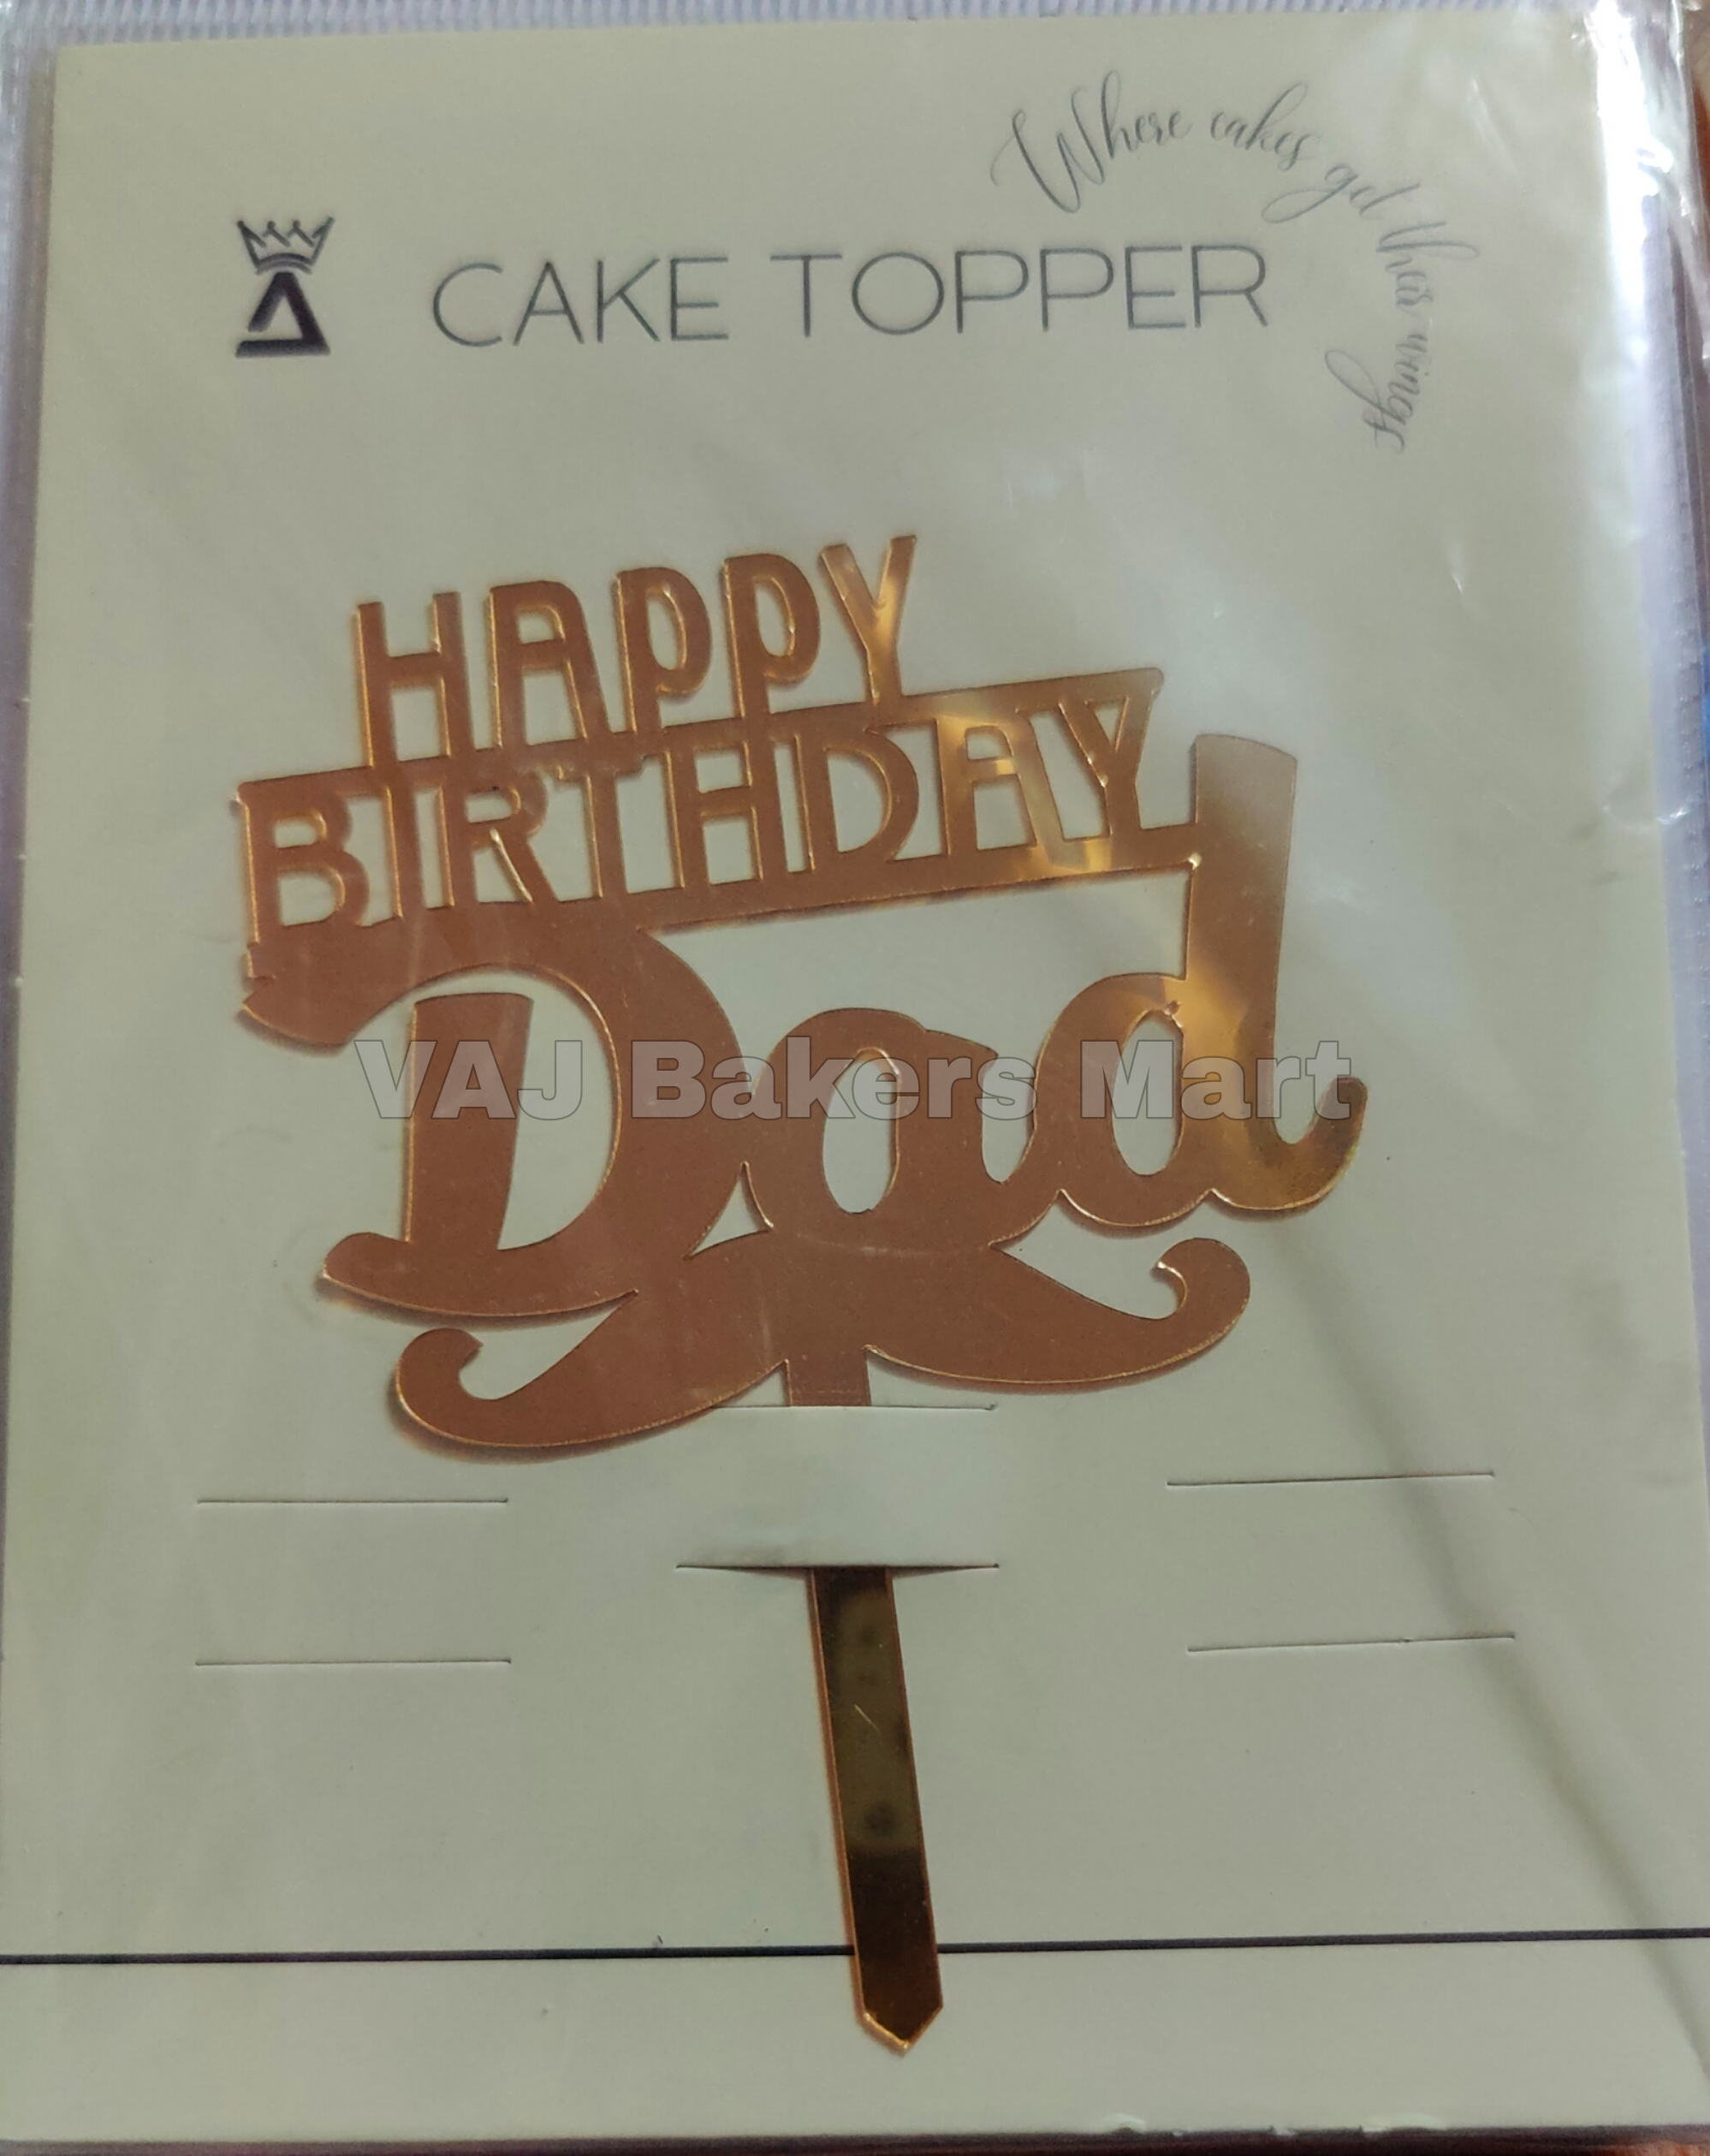 Where cakes get their wings
CAKE TOPPER
HAPPY
BIRTHDAY
Dad
VAJ Bakers Mart